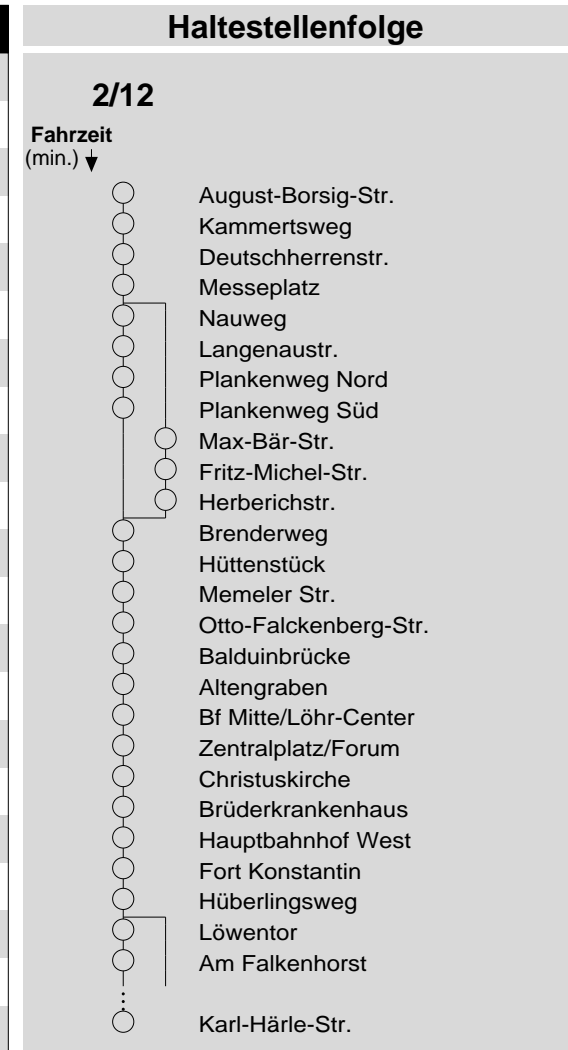 Haltestellenfolge
2/12
Fahrzeit
(min.)
August-Borsig-Str.
Kammertsweg
Deutschherrenstr.
Messeplatz
Nauweg
Langenaustr.
Plankenweg Nord
Plankenweg Süd
Max-Bär-Str.
Fritz-Michel-Str.
Herberichstr.
Brenderweg
Hüttenstück
Memeler Str.
Otto-Falckenberg-Str.
Balduinbrücke
Altengraben
Bf Mitte/Löhr-Center
Zentralplatz/Forum
Christuskirche
Brüderkrankenhaus
Hauptbahnhof West
Fort Konstantin
Hüberlingsweg
Löwentor
Am Falkenhorst
Karl-Härle-Str.